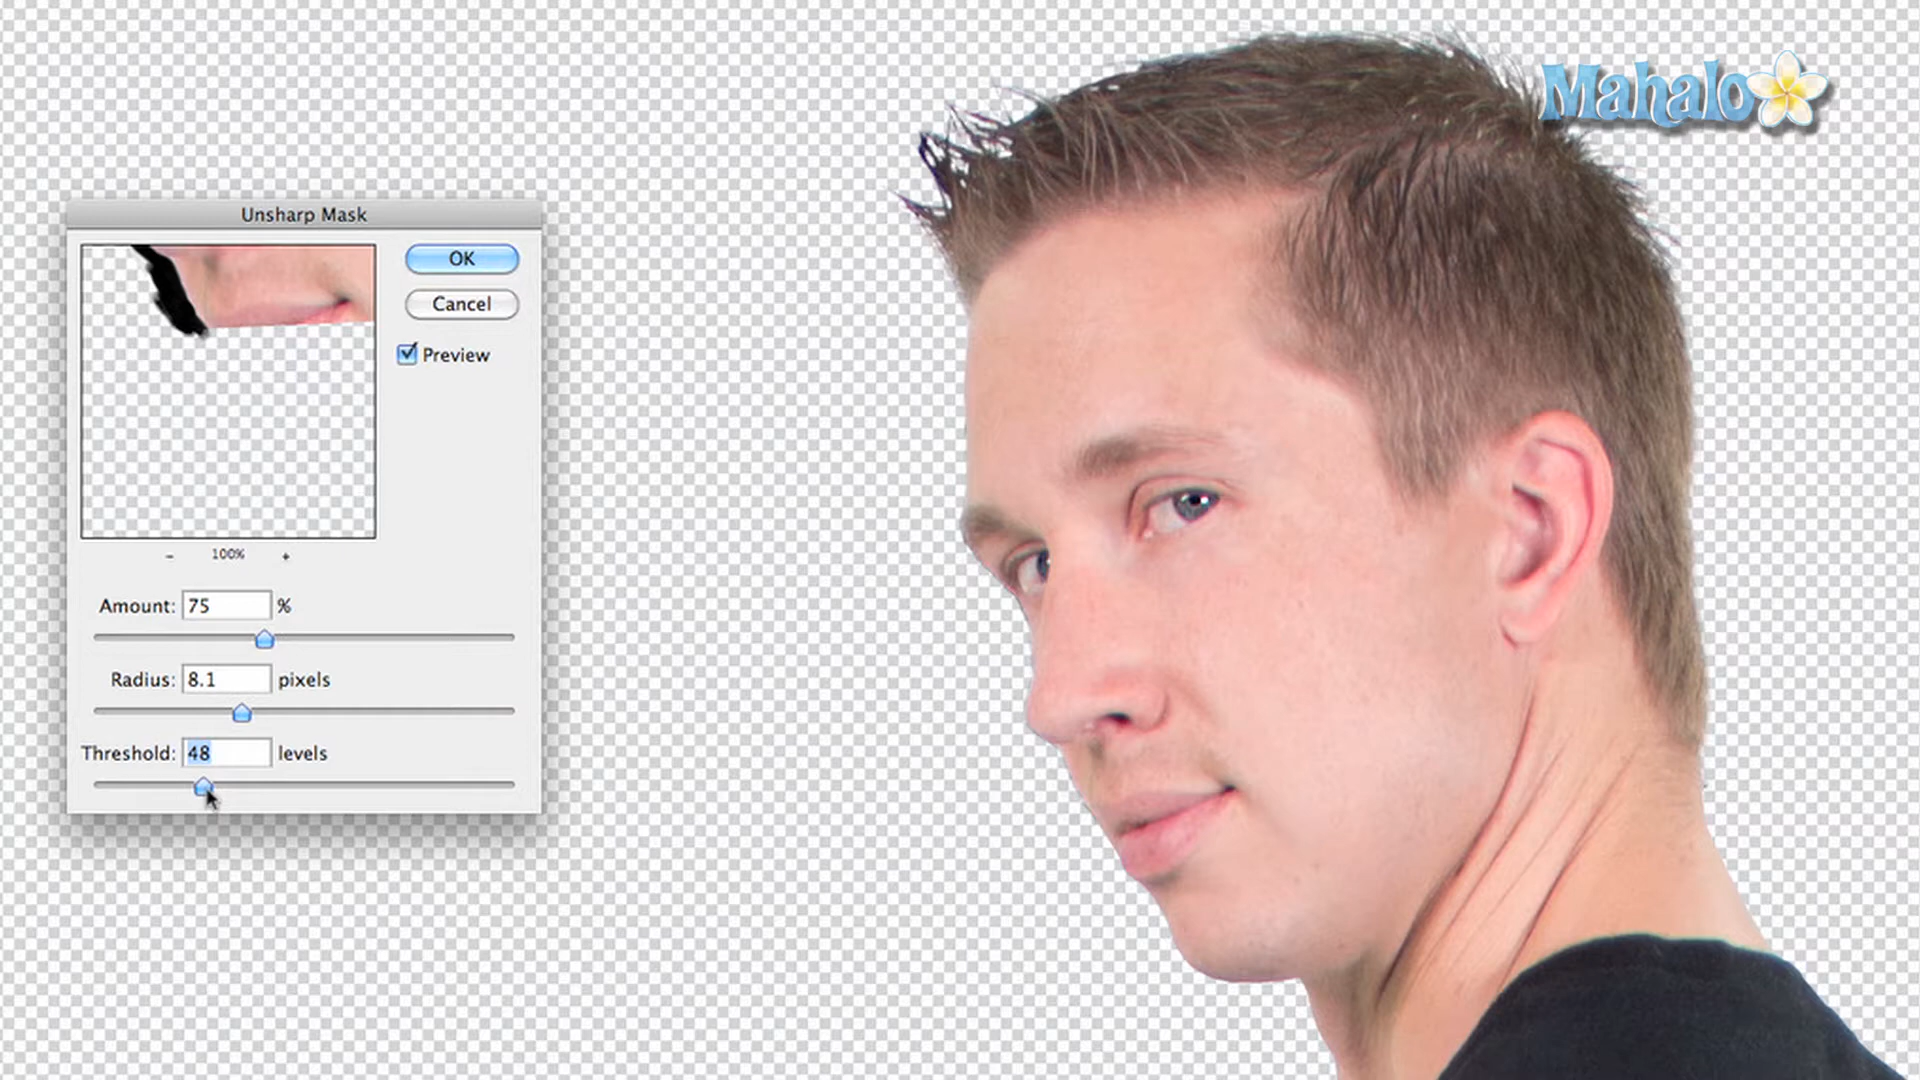 Mahalo
Unsharp Mask
OK
Cancel
Preview
- 100% +
Amount: 75 %
Radius: 8.1 pixels
Threshold: 48 levels